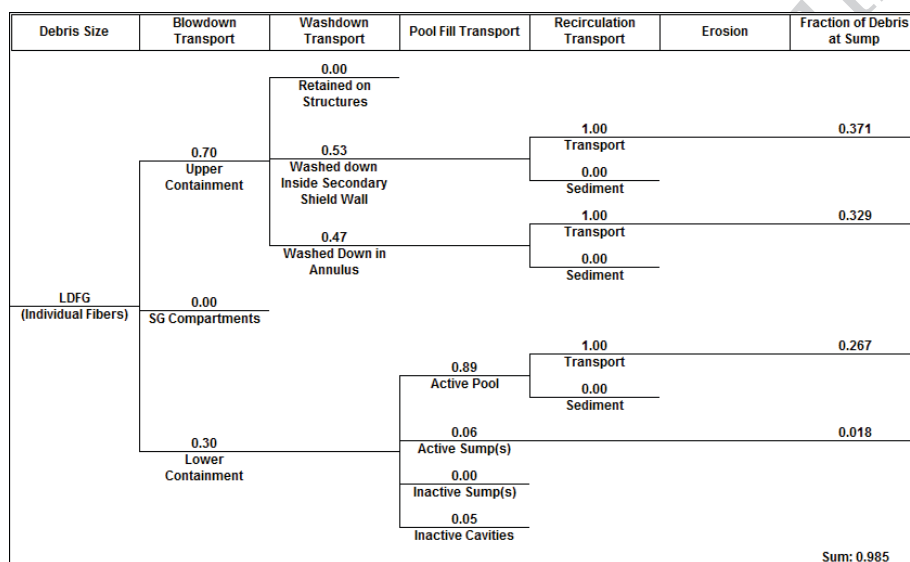 Debris Size
Blowdown
Transport
Washdown
Transport
Pool Fill Transport
Recirculation
Transport
Erosion
Fraction of Debris
at Sump
0.00
Retained on
Structures
1.00
Transport
0.371
0.70
Upper
Containment
0.53
Washed down
Inside Secondary
Shield Wall
0.00
Sediment
1.00
Transport
0.329
0.47
Washed Down in
Annulus
0.00
Sediment
LDFG
(Individual Fibers)
0.00
SG Compartments
1.00
Transport
0.267
0.89
Active Pool
0.00
Sediment
0.30
Lower
Containment
0.06
Active Sump(s)
0.018
0.00
Inactive Sump(s)
0.05
Inactive Cavities
Sum: 0.985